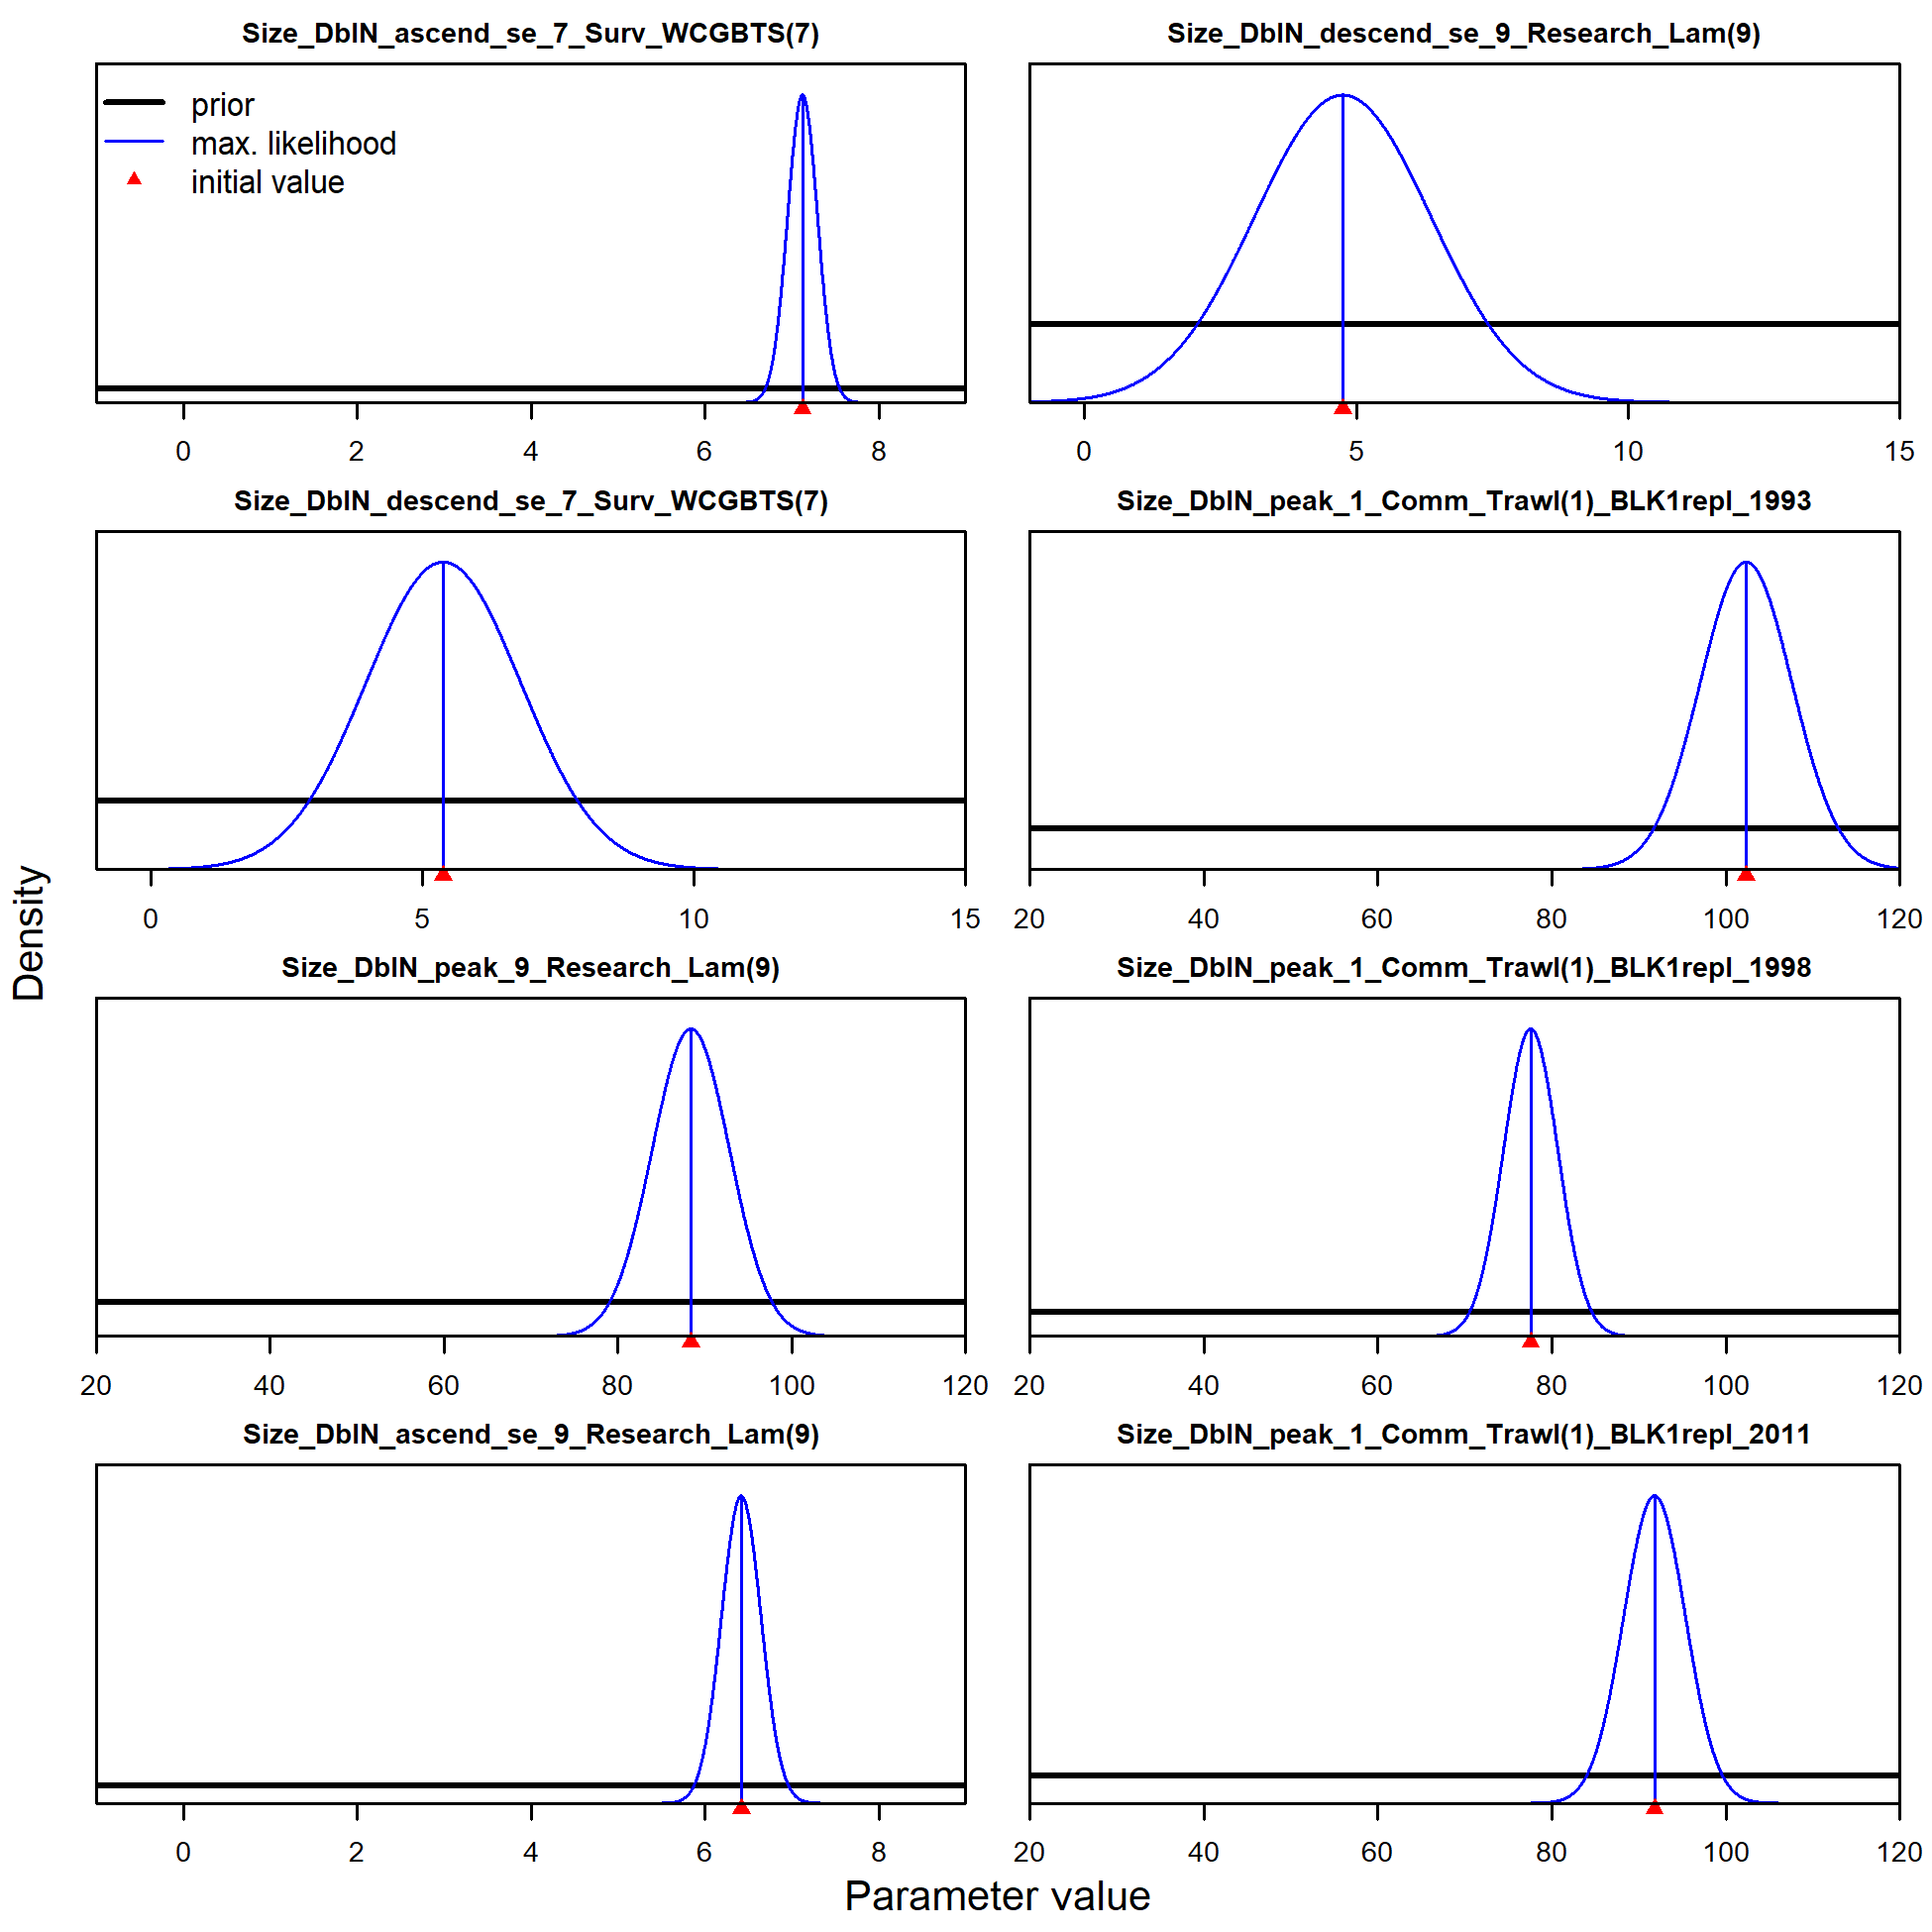 Size_DblN_ascend_se_7_Surv_WCGBTS(7)
prior
max. likelihood
initial value
0 2 4 6 8
Size_DblN_descend_se_9_Research_Lam(9)
0 5 10 15
Size_DblN_descend_se_7_Surv_WCGBTS(7)
0 5 10 15
Size_DblN_peak_1_Comm_Trawl(1)_BLK1repl_1993
20 40 60 80 100 120
Size_DblN_peak_9_Research_Lam(9)
20 40 60 80 100 120
Size_DblN_peak_1_Comm_Trawl(1)_BLK1repl_1998
20 40 60 80 100 120
Size_DblN_ascend_se_9_Research_Lam(9)
0 2 4 6 8
Size_DblN_peak_1_Comm_Trawl(1)_BLK1repl_2011
20 40 60 80 100 120
Density
Parameter value